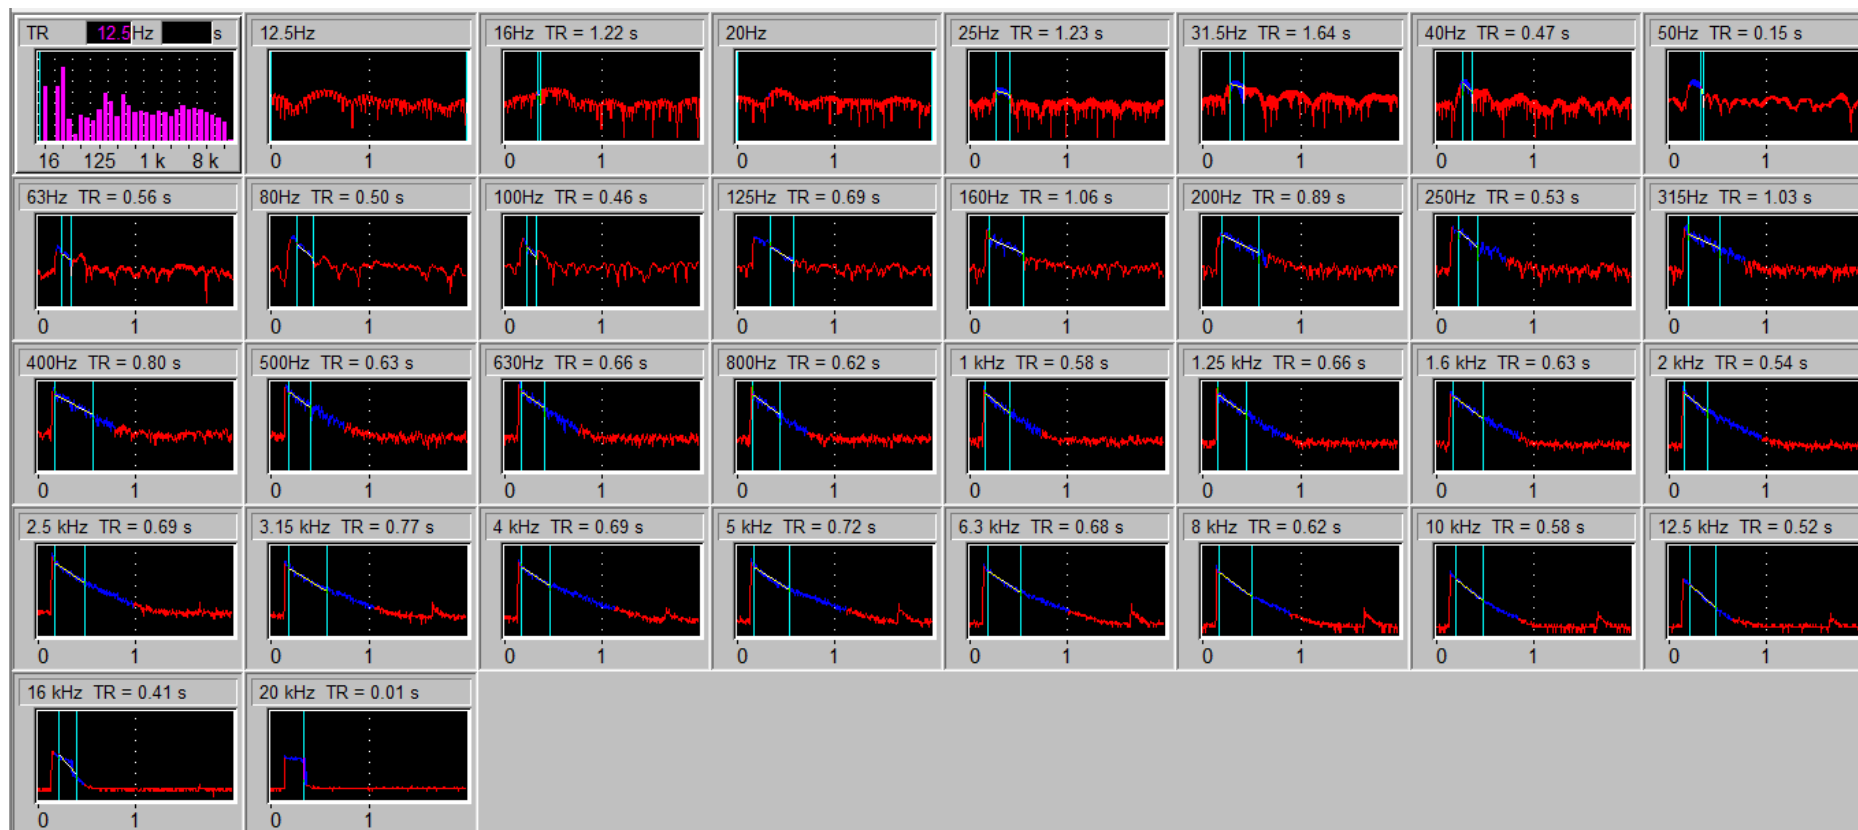 TR 12.5 Hz s
12.5Hz
16Hz TR = 1.22 s
20Hz
25Hz TR = 1.23 s
31.5Hz TR = 1.64 s
40Hz TR = 0.47 s
50Hz TR = 0.15 s
16 125 1 k 8 k
0 1
0 1
0 1
0 1
0 1
0 1
0 1
63Hz TR = 0.56 s
80Hz TR = 0.50 s
100Hz TR = 0.46 s
125Hz TR = 0.69 s
160Hz TR = 1.06 s
200Hz TR = 0.89 s
250Hz TR = 0.53 s
315Hz TR = 1.03 s
0 1
0 1
0 1
0 1
0 1
0 1
0 1
0 1
400Hz TR = 0.80 s
500Hz TR = 0.63 s
630Hz TR = 0.66 s
800Hz TR = 0.62 s
1 kHz TR = 0.58 s
1.25 kHz TR = 0.66 s
1.6 kHz TR = 0.63 s
2 kHz TR = 0.54 s
0 1
0 1
0 1
0 1
0 1
0 1
0 1
0 1
2.5 kHz TR = 0.69 s
3.15 kHz TR = 0.77 s
4 kHz TR = 0.69 s
5 kHz TR = 0.72 s
6.3 kHz TR = 0.68 s
8 kHz TR = 0.62 s
10 kHz TR = 0.58 s
12.5 kHz TR = 0.52 s
0 1
0 1
0 1
0 1
0 1
0 1
0 1
0 1
16 kHz TR = 0.41 s
20 kHz TR = 0.01 s
0 1
0 1